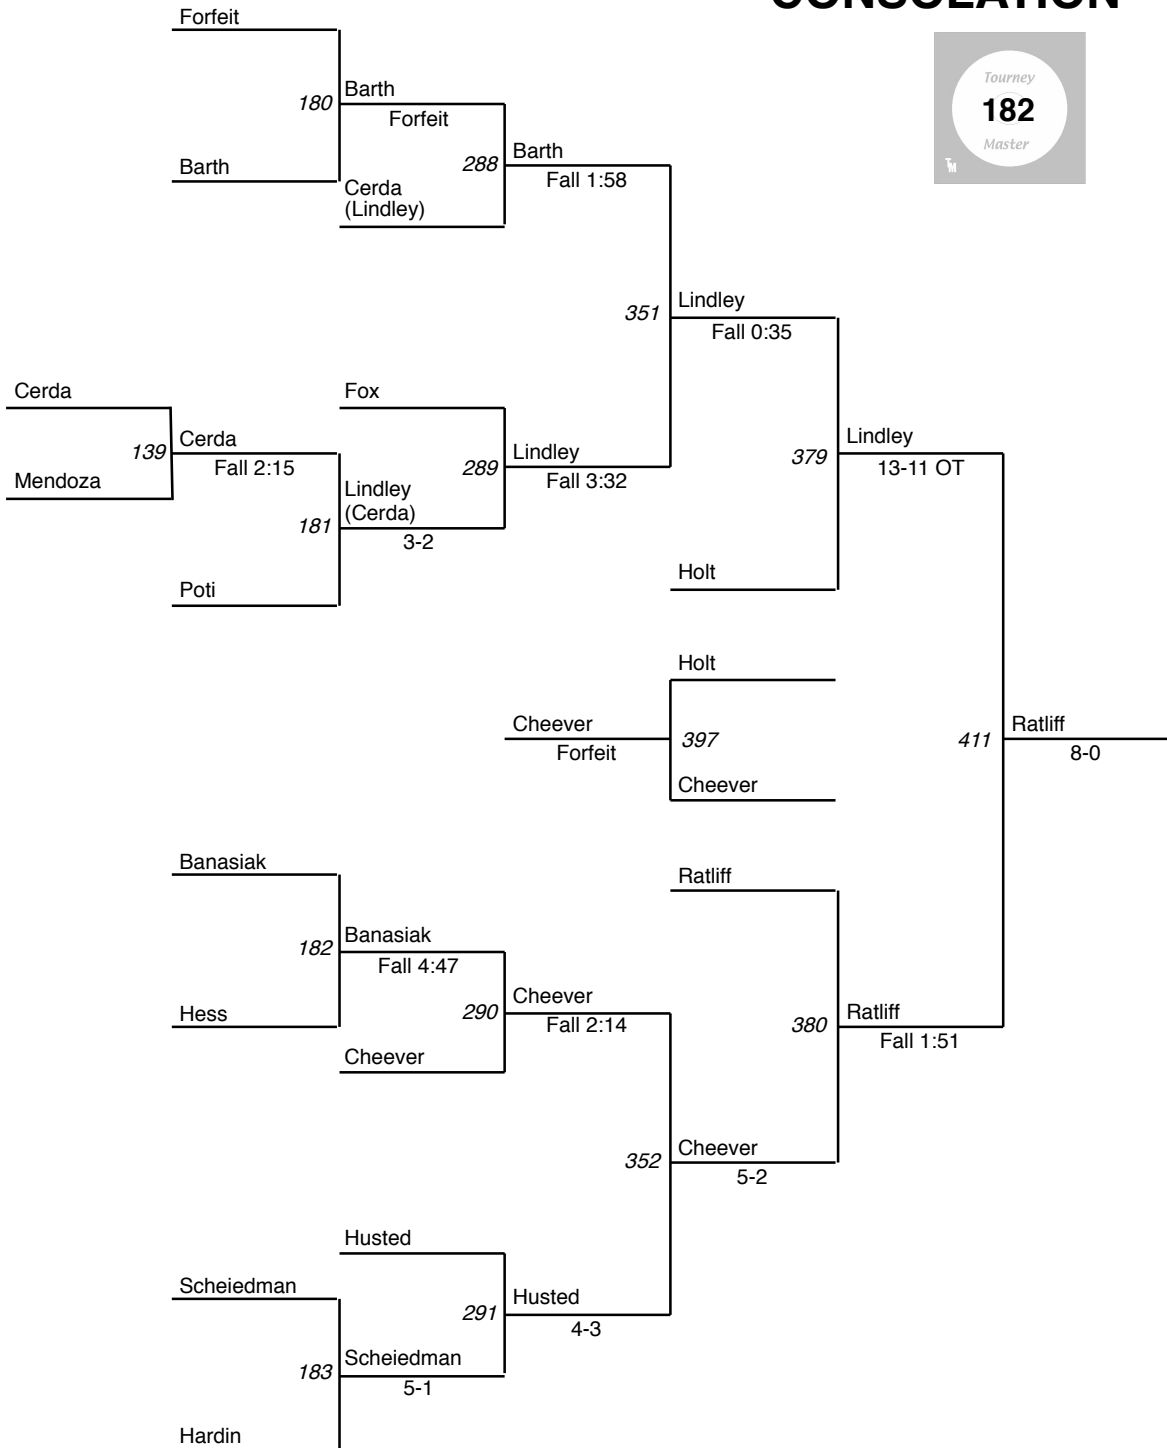 CONSOLATION
Forfeit
Tourney
180
Barth
182
Forfeit
Master
TM
Barth
288
Barth
Cerda
(Lindley)
Fall 1:58
351
Lindley
Fall 0:35
Cerda
Fox
139
Cerda
Fall 2:15
289
Lindley
Fall 3:32
379
Lindley
13-11 OT
Mendoza
181
Lindley
(Cerda)
3-2
Poti
Holt
Holt
Cheever
Forfeit
397
411
Ratliff
8-0
Cheever
Banasiak
Ratliff
182
Banasiak
Fall 4:47
290
Cheever
Fall 2:14
380
Ratliff
Fall 1:51
Hess
Cheever
352
Cheever
5-2
Husted
Scheiedman
291
Husted
4-3
183
Scheiedman
5-1
Hardin